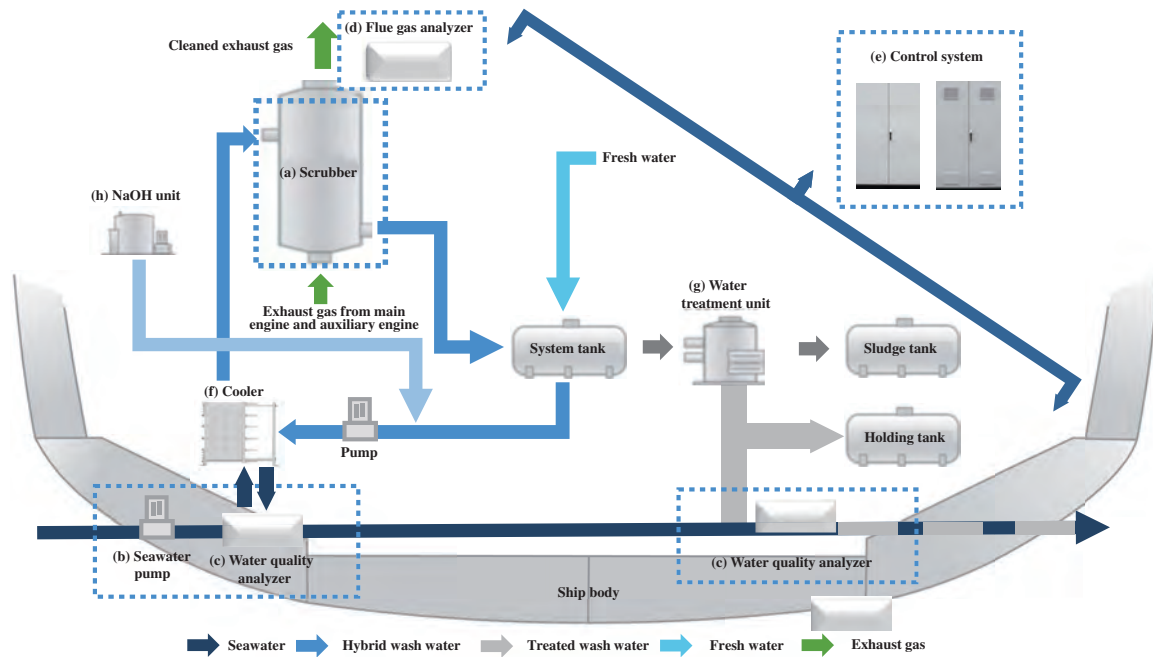 (d) Flue gas analyzer
Cleaned exhaust gas
(e) Control system
Fresh water
(a) Scrubber
(h) NaOH unit
(g) Water
treatment unit
Exhaust gas from main
engine and auxiliary engine
System tank
Sludge tank
(f) Cooler
Holding tank
Pump
(b) Seawater
pump
(c) Water quality
analyzer
(c) Water quality analyzer
Ship body
Seawater
Hybrid wash water
Treated wash water
Fresh water
Exhaust gas